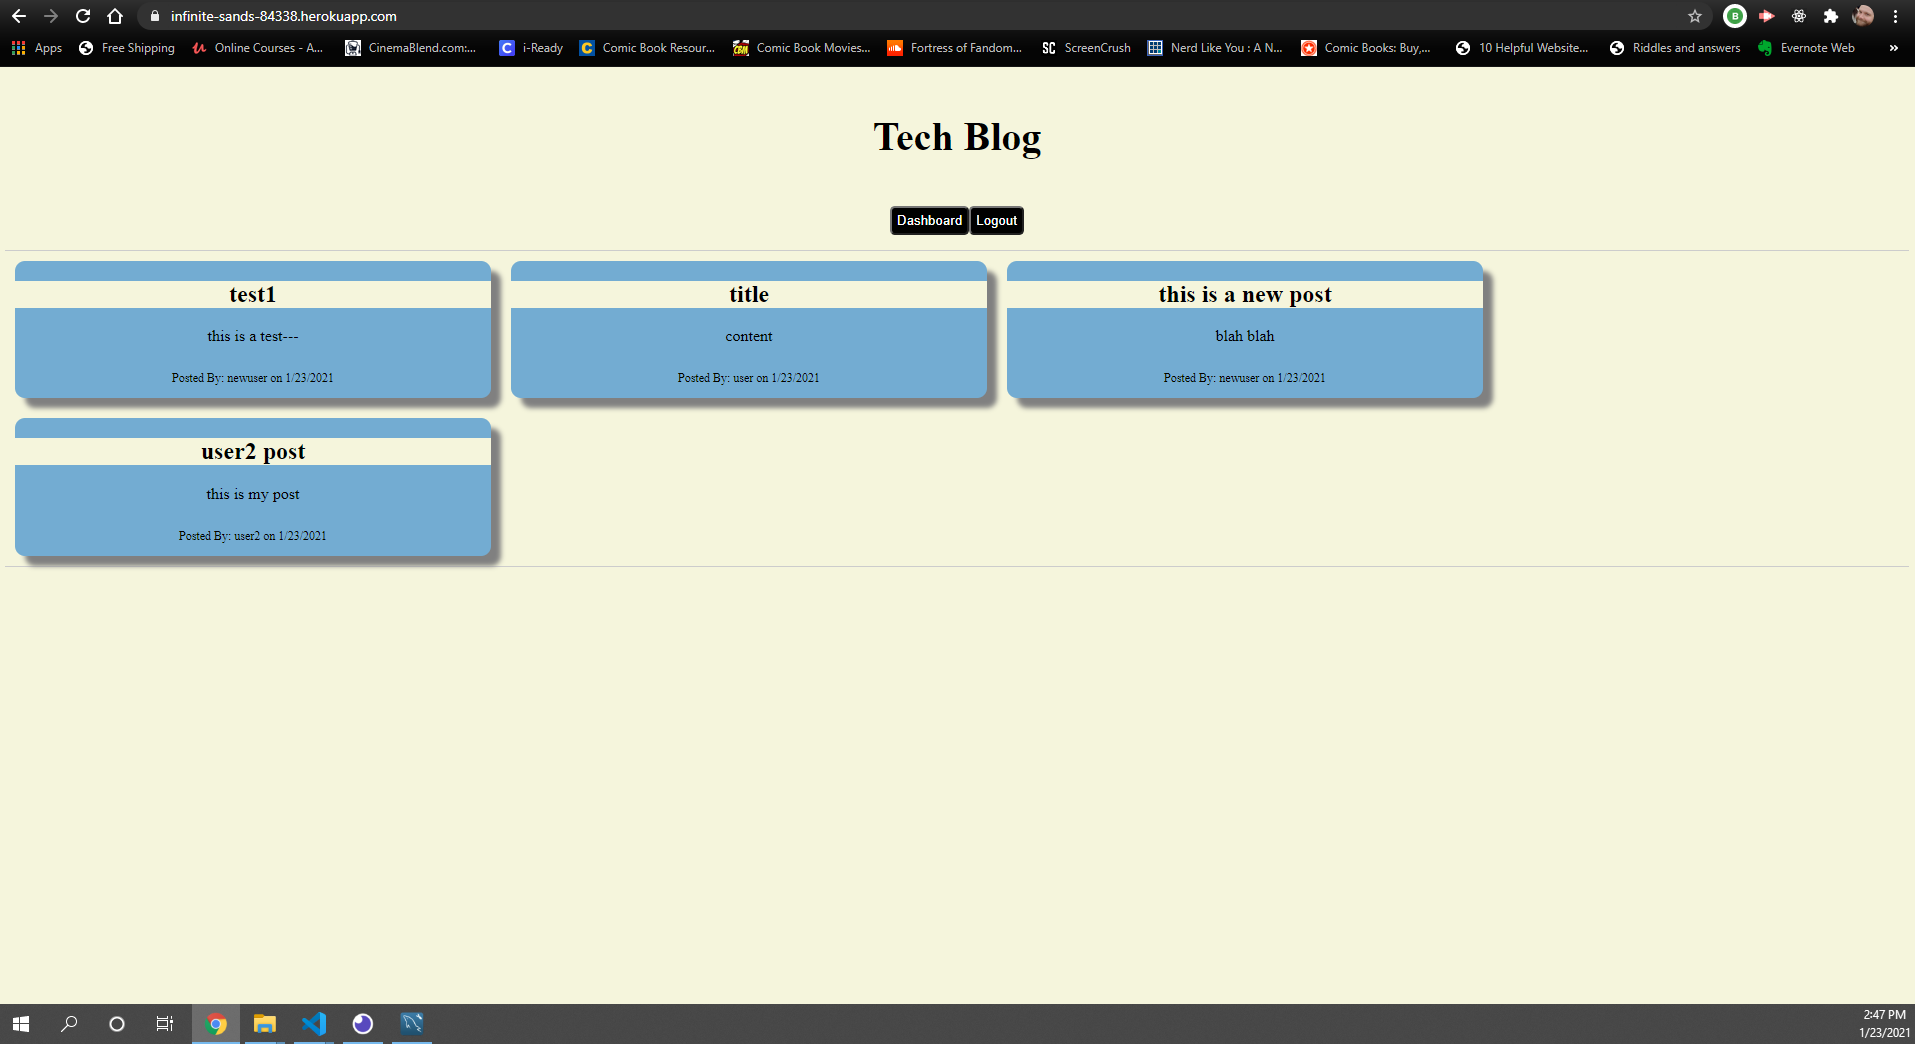 infinite-sands-84338.herokuapp.com
Apps Free Shipping Online Courses - A... CinemaBlend.com:... i-Ready Comic Book Resour... Comic Book Movies... Fortress of Fandom... ScreenCrush Nerd Like You : A N... Comic Books: Buy,... 10 Helpful Website... Riddles and answers Evernote Web »
Tech Blog
Dashboard Logout
test1
this is a test---
Posted By: newuser on 1/23/2021
title
content
Posted By: user on 1/23/2021
this is a new post
blah blah
Posted By: newuser on 1/23/2021
user2 post
this is my post
Posted By: user2 on 1/23/2021
2:47 PM
1/23/2021